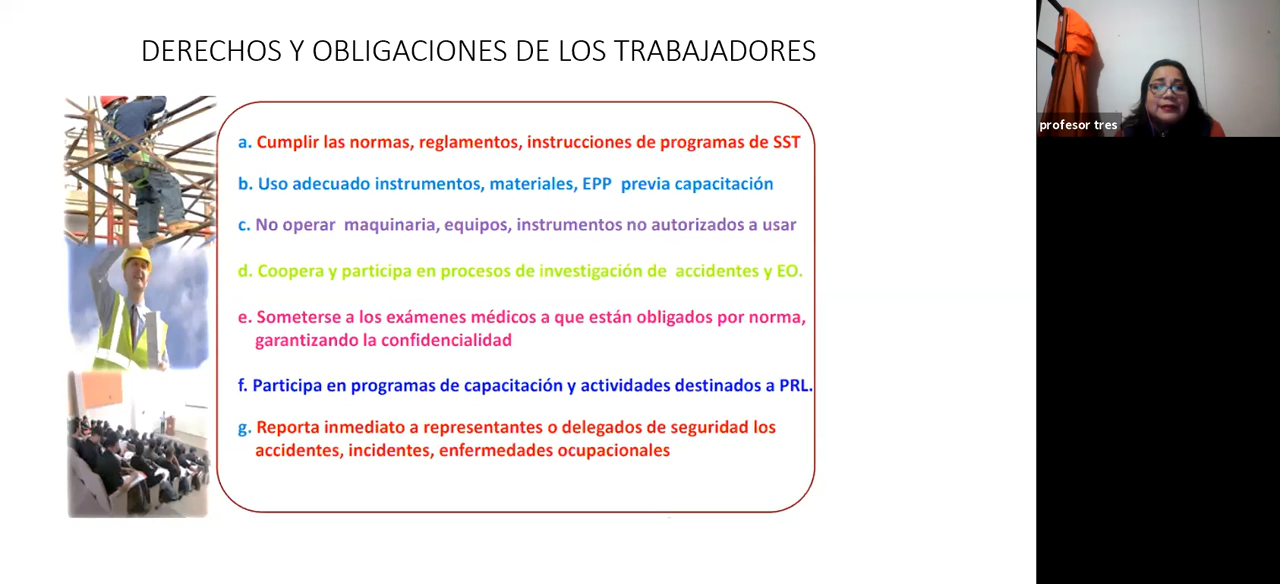 DERECHOS Y OBLIGACIONES DE LOS TRABAJADORES
a. Cumplir las normas, reglamentos, instrucciones de programas de SST
b. Uso adecuado instrumentos, materiales, EPP previa capacitación
c. No operar maquinaria, equipos, instrumentos no autorizados a usar
d. Coopera y participa en procesos de investigación de accidentes y EO.
e. Someterse a los exámenes médicos a que están obligados por norma,
garantizando la confidencialidad
f. Participa en programas de capacitación y actividades destinados a PRL.
g. Reporta inmediato a representantes o delegados de seguridad los
accidentes, incidentes, enfermedades ocupacionales
profesor tres